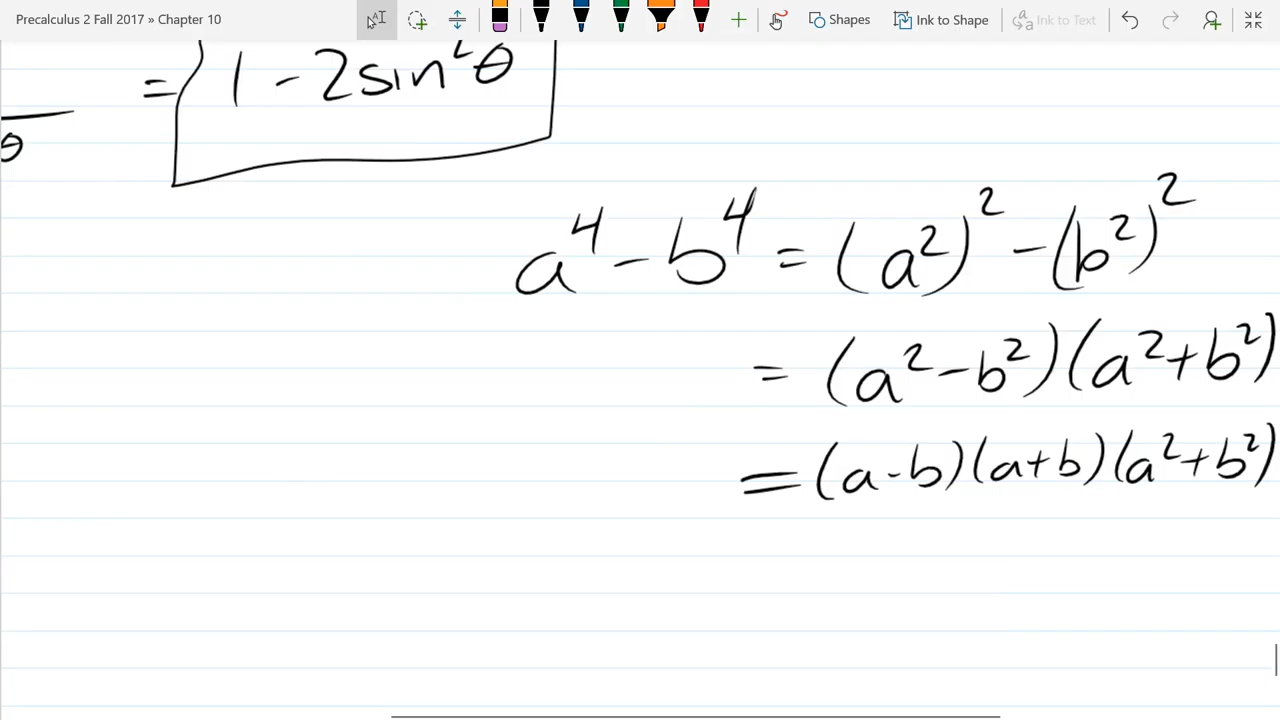 Precalculus 2 Fall 2017 » Chapter 10
Shapes
Ink to Shape
Ink to Text
= 1 - 2sin²θ
θ
a⁴ - b⁴ = (a²)² - (b²)²
= (a² - b²)(a² + b²)
= (a - b)(a + b)(a² + b²)